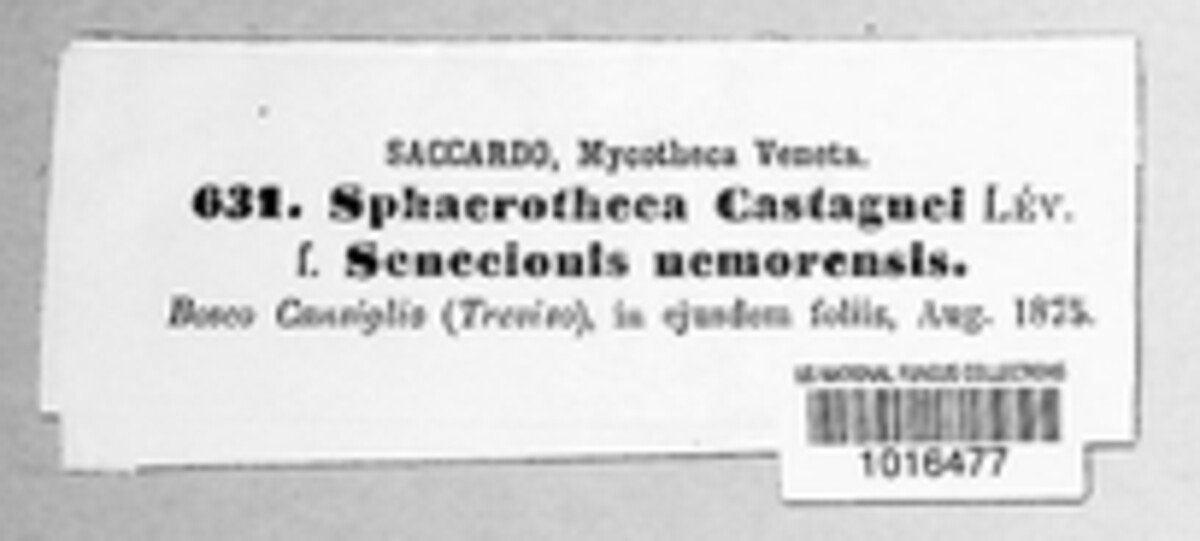 SACCARDO, Mycotheca Veneta.
631. Sphaerotheca Castagnei LÉV.
f. Senecionis nemorensis.
Bosco Cansiglio (Treviso), in ejusdem foliis, Aug. 1875.
US NATIONAL FUNGUS COLLECTIONS
1016477